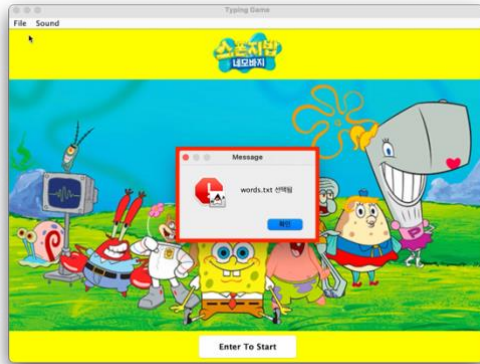 Typing Game
File Sound
스폰지밥
네모바지
Message
words.txt 선택됨
확인
P
Enter To Start